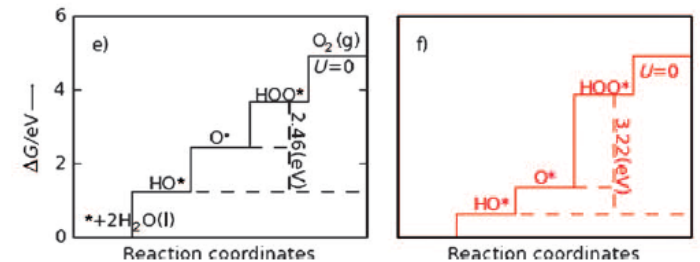 6
4
2
0
ΔG/eV →
e)
O₂(g)
U=0
HOO*
2.46(eV)
O*
HO*
*+2H₂O(l)
Reaction coordinates
f)
U=0
HOO*
3.22(eV)
O*
HO*
Reaction coordinates